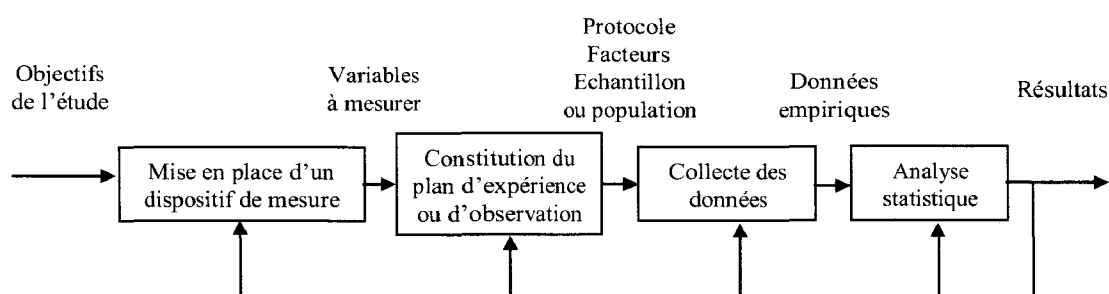 Objectifs
de l'étude
Variables
à mesurer
Protocole
Facteurs
Echantillon
ou population
Données
empiriques
Résultats
Mise en place d'un
dispositif de mesure
Constitution du
plan d'expérience
ou d'observation
Collecte des
données
Analyse
statistique